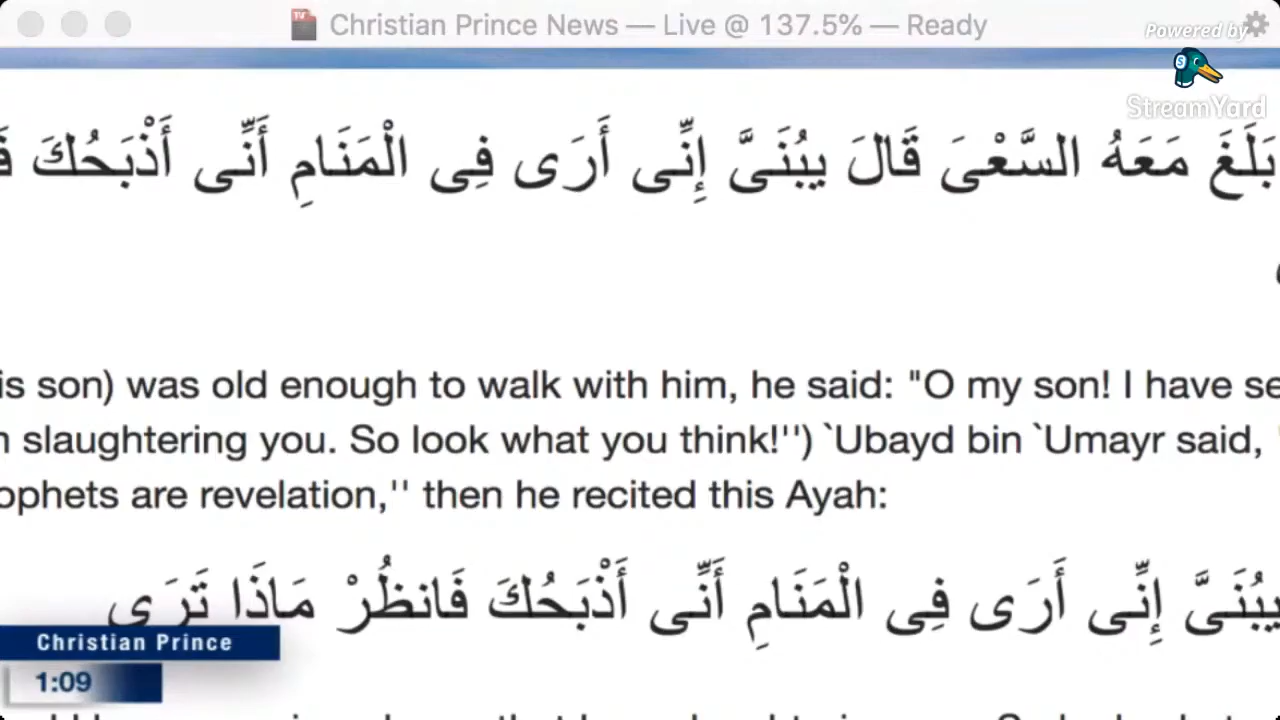 Christian Prince News — Live @ 137.5% — Ready
Powered by
StreamYard
بَلَغَ مَعَهُ السَّعْىَ قَالَ يبُنَىَّ إِنِّى أَرَى فِى الْمَنَامِ أَنِّى أَذْبَحُكَ
is son) was old enough to walk with him, he said: "O my son! I have se
slaughtering you. So look what you think!'') `Ubayd bin `Umayr said,
ophets are revelation,'' then he recited this Ayah:
يبُنَىَّ إِنِّى أَرَى فِى الْمَنَامِ أَنِّى أَذْبَحُكَ فَانظُرْ مَاذَا تَرَى
Christian Prince
1:09